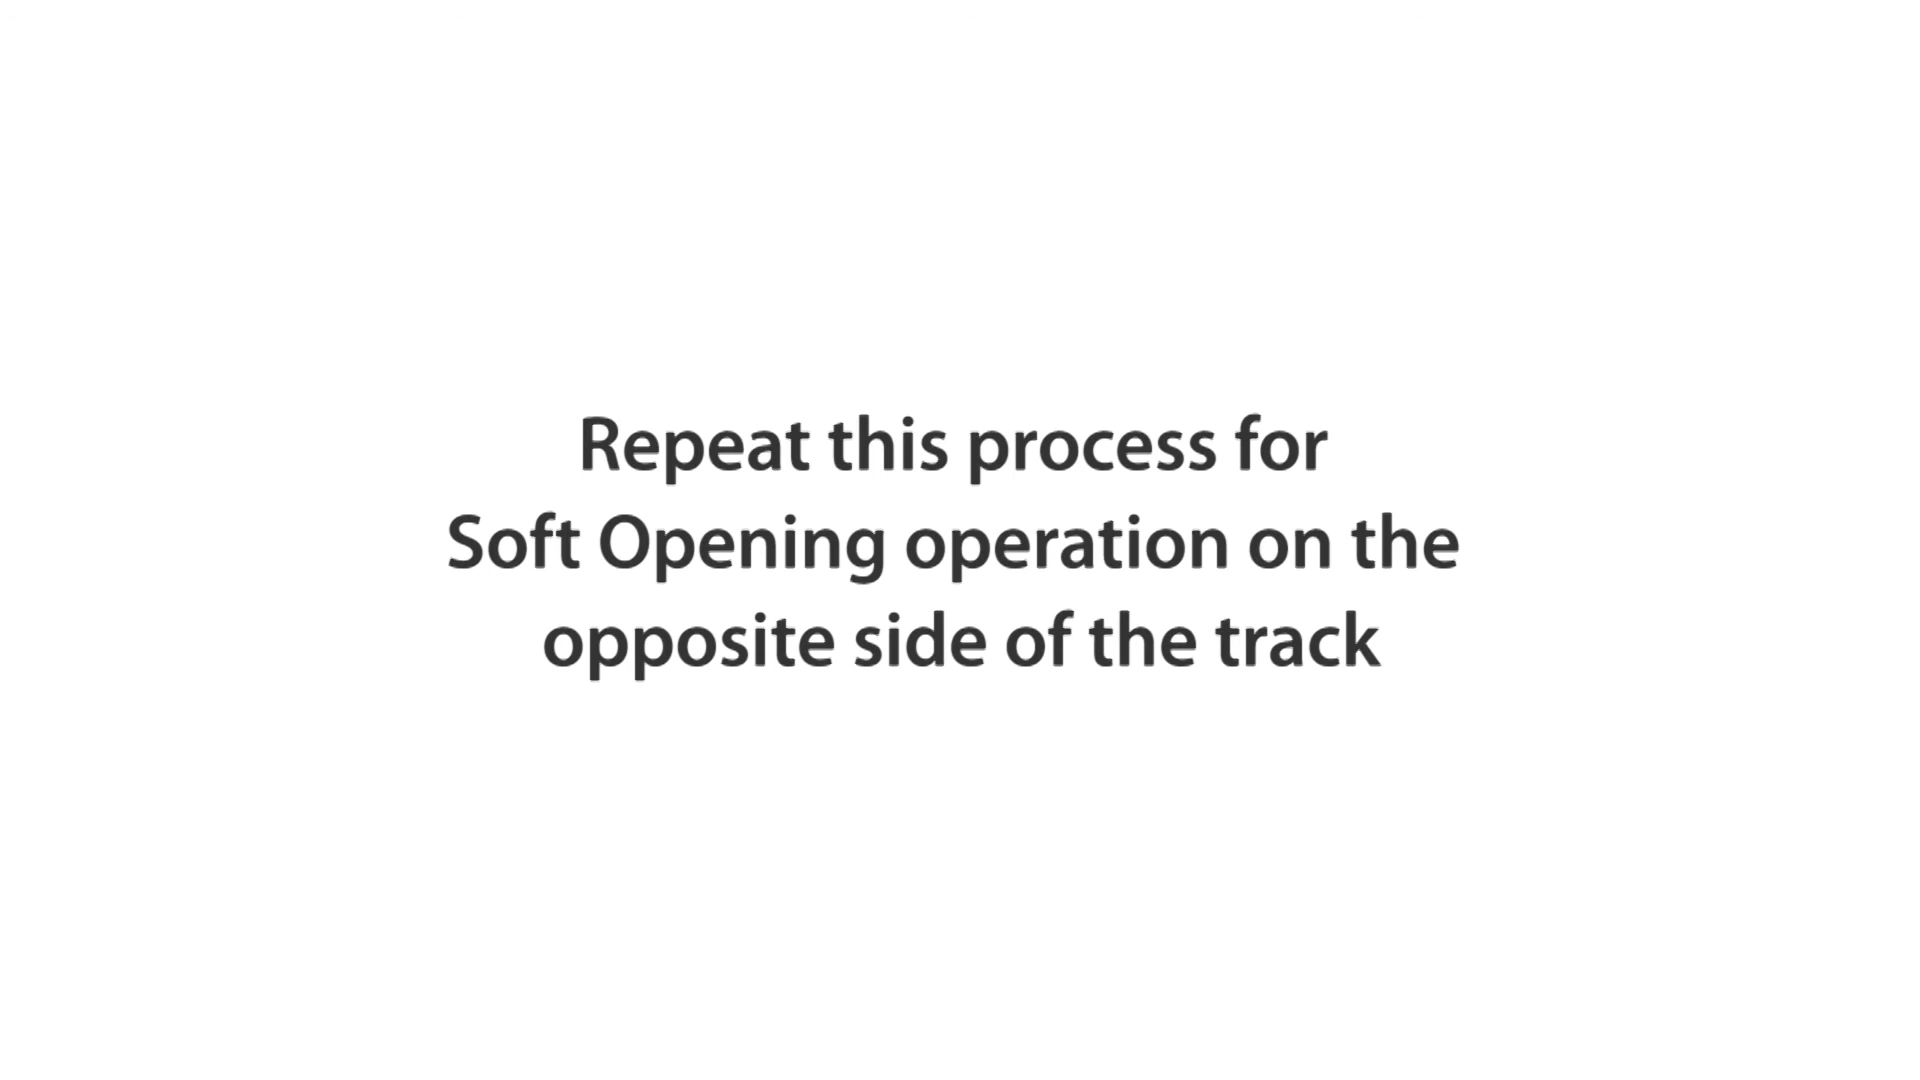 Repeat this process for
Soft Opening operation on the
opposite side of the track